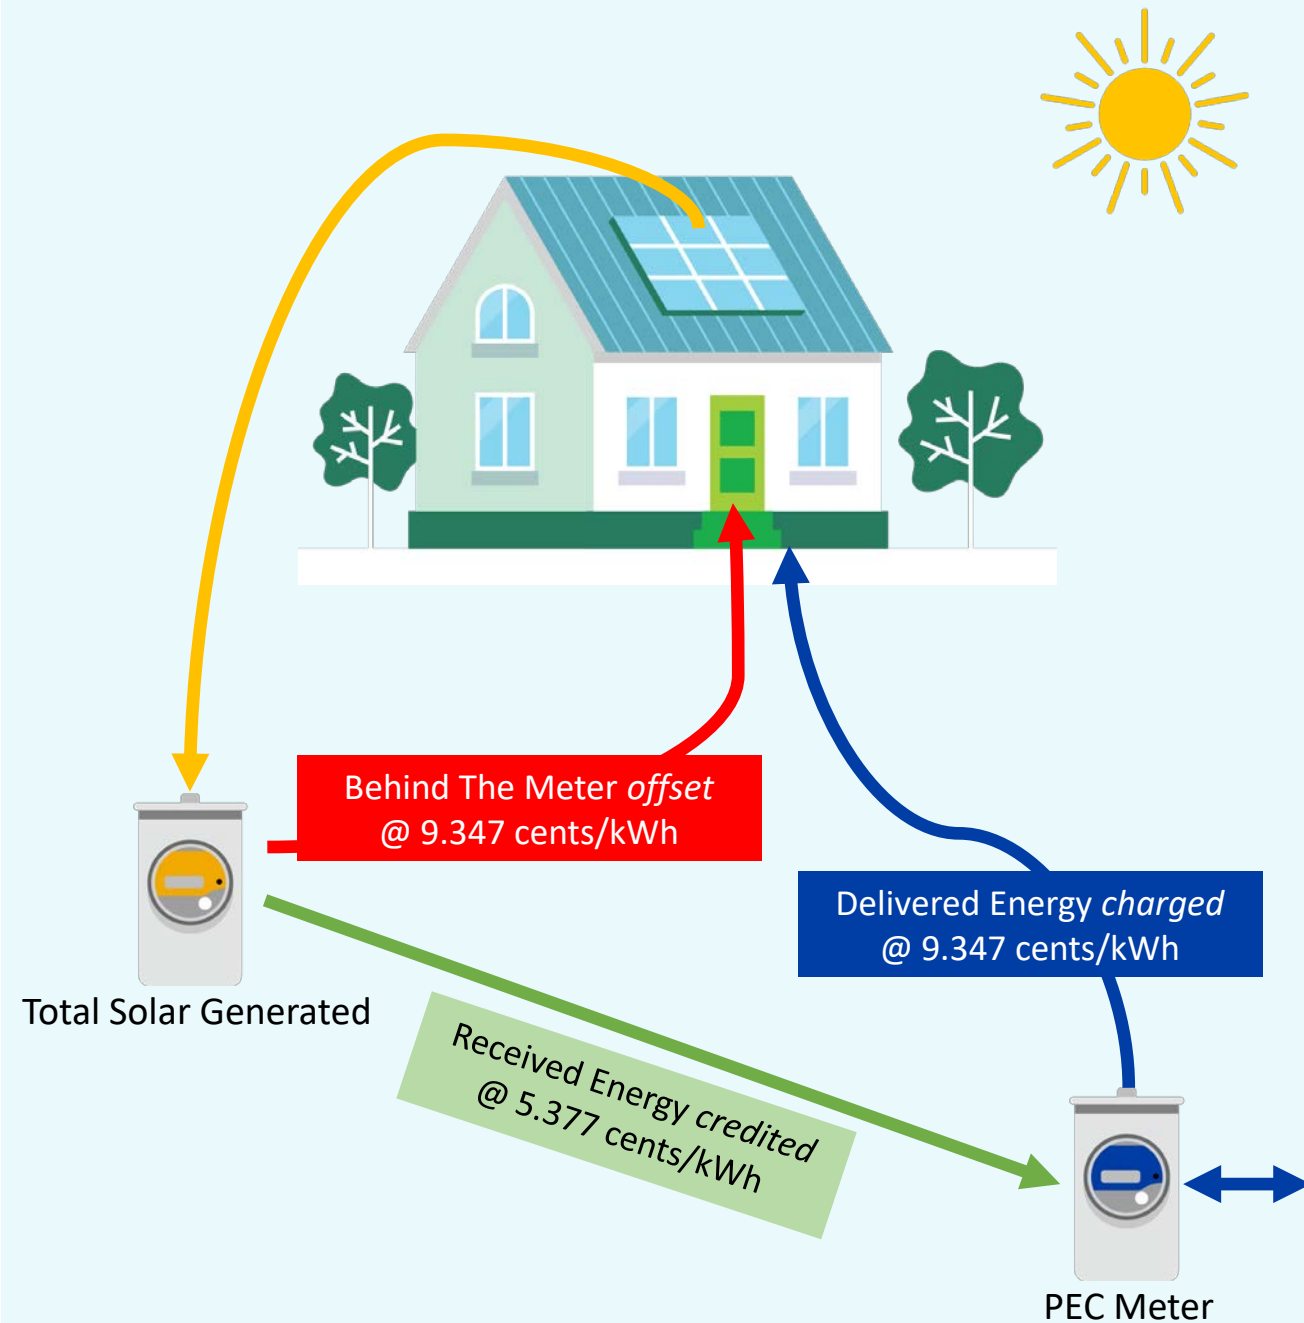 Behind The Meter offset
@ 9.347 cents/kWh
Delivered Energy charged
@ 9.347 cents/kWh
Total Solar Generated
Received Energy credited
@ 5.377 cents/kWh
PEC Meter